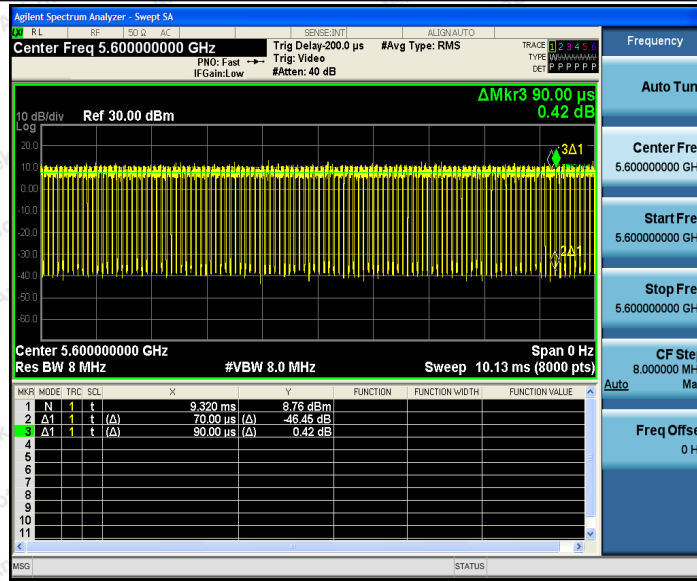 Agilent Spectrum Analyzer - Swept SA
RL RF 50 Ω AC SENSE:INT ALIGN AUTO
Center Freq 5.600000000 GHz
PNO: Fast
IFGain:Low
Trig Delay-200.0 µs
Trig: Video
#Atten: 40 dB
#Avg Type: RMS
TRACE 1 2 3 4 5 6
TYPE
DET P P P P P P
ΔMkr3 90.00 µs
0.42 dB
10 dB/div Ref 30.00 dBm
Log
20.0
10.0
0.00
-10.0
-20.0
-30.0
-40.0
-50.0
-60.0
3Δ1
2Δ1
Center 5.600000000 GHz Span 0 Hz
Res BW 8 MHz #VBW 8.0 MHz Sweep 10.13 ms (8000 pts)
MKR MODE TRC SCL X Y FUNCTION FUNCTION WIDTH FUNCTION VALUE
1 N 1 t 9.320 ms 8.76 dBm
2 Δ1 1 t (Δ) 70.00 µs (Δ) -46.45 dB
3 Δ1 1 t (Δ) 90.00 µs (Δ) 0.42 dB
4
5
6
7
8
9
10
11
MSG STATUS
Frequency
Auto Tun
Center Fre
5.600000000 GH
Start Fre
5.600000000 GH
Stop Fre
5.600000000 GH
CF Ste
8.000000 MH
Auto Ma
Freq Offse
0 H